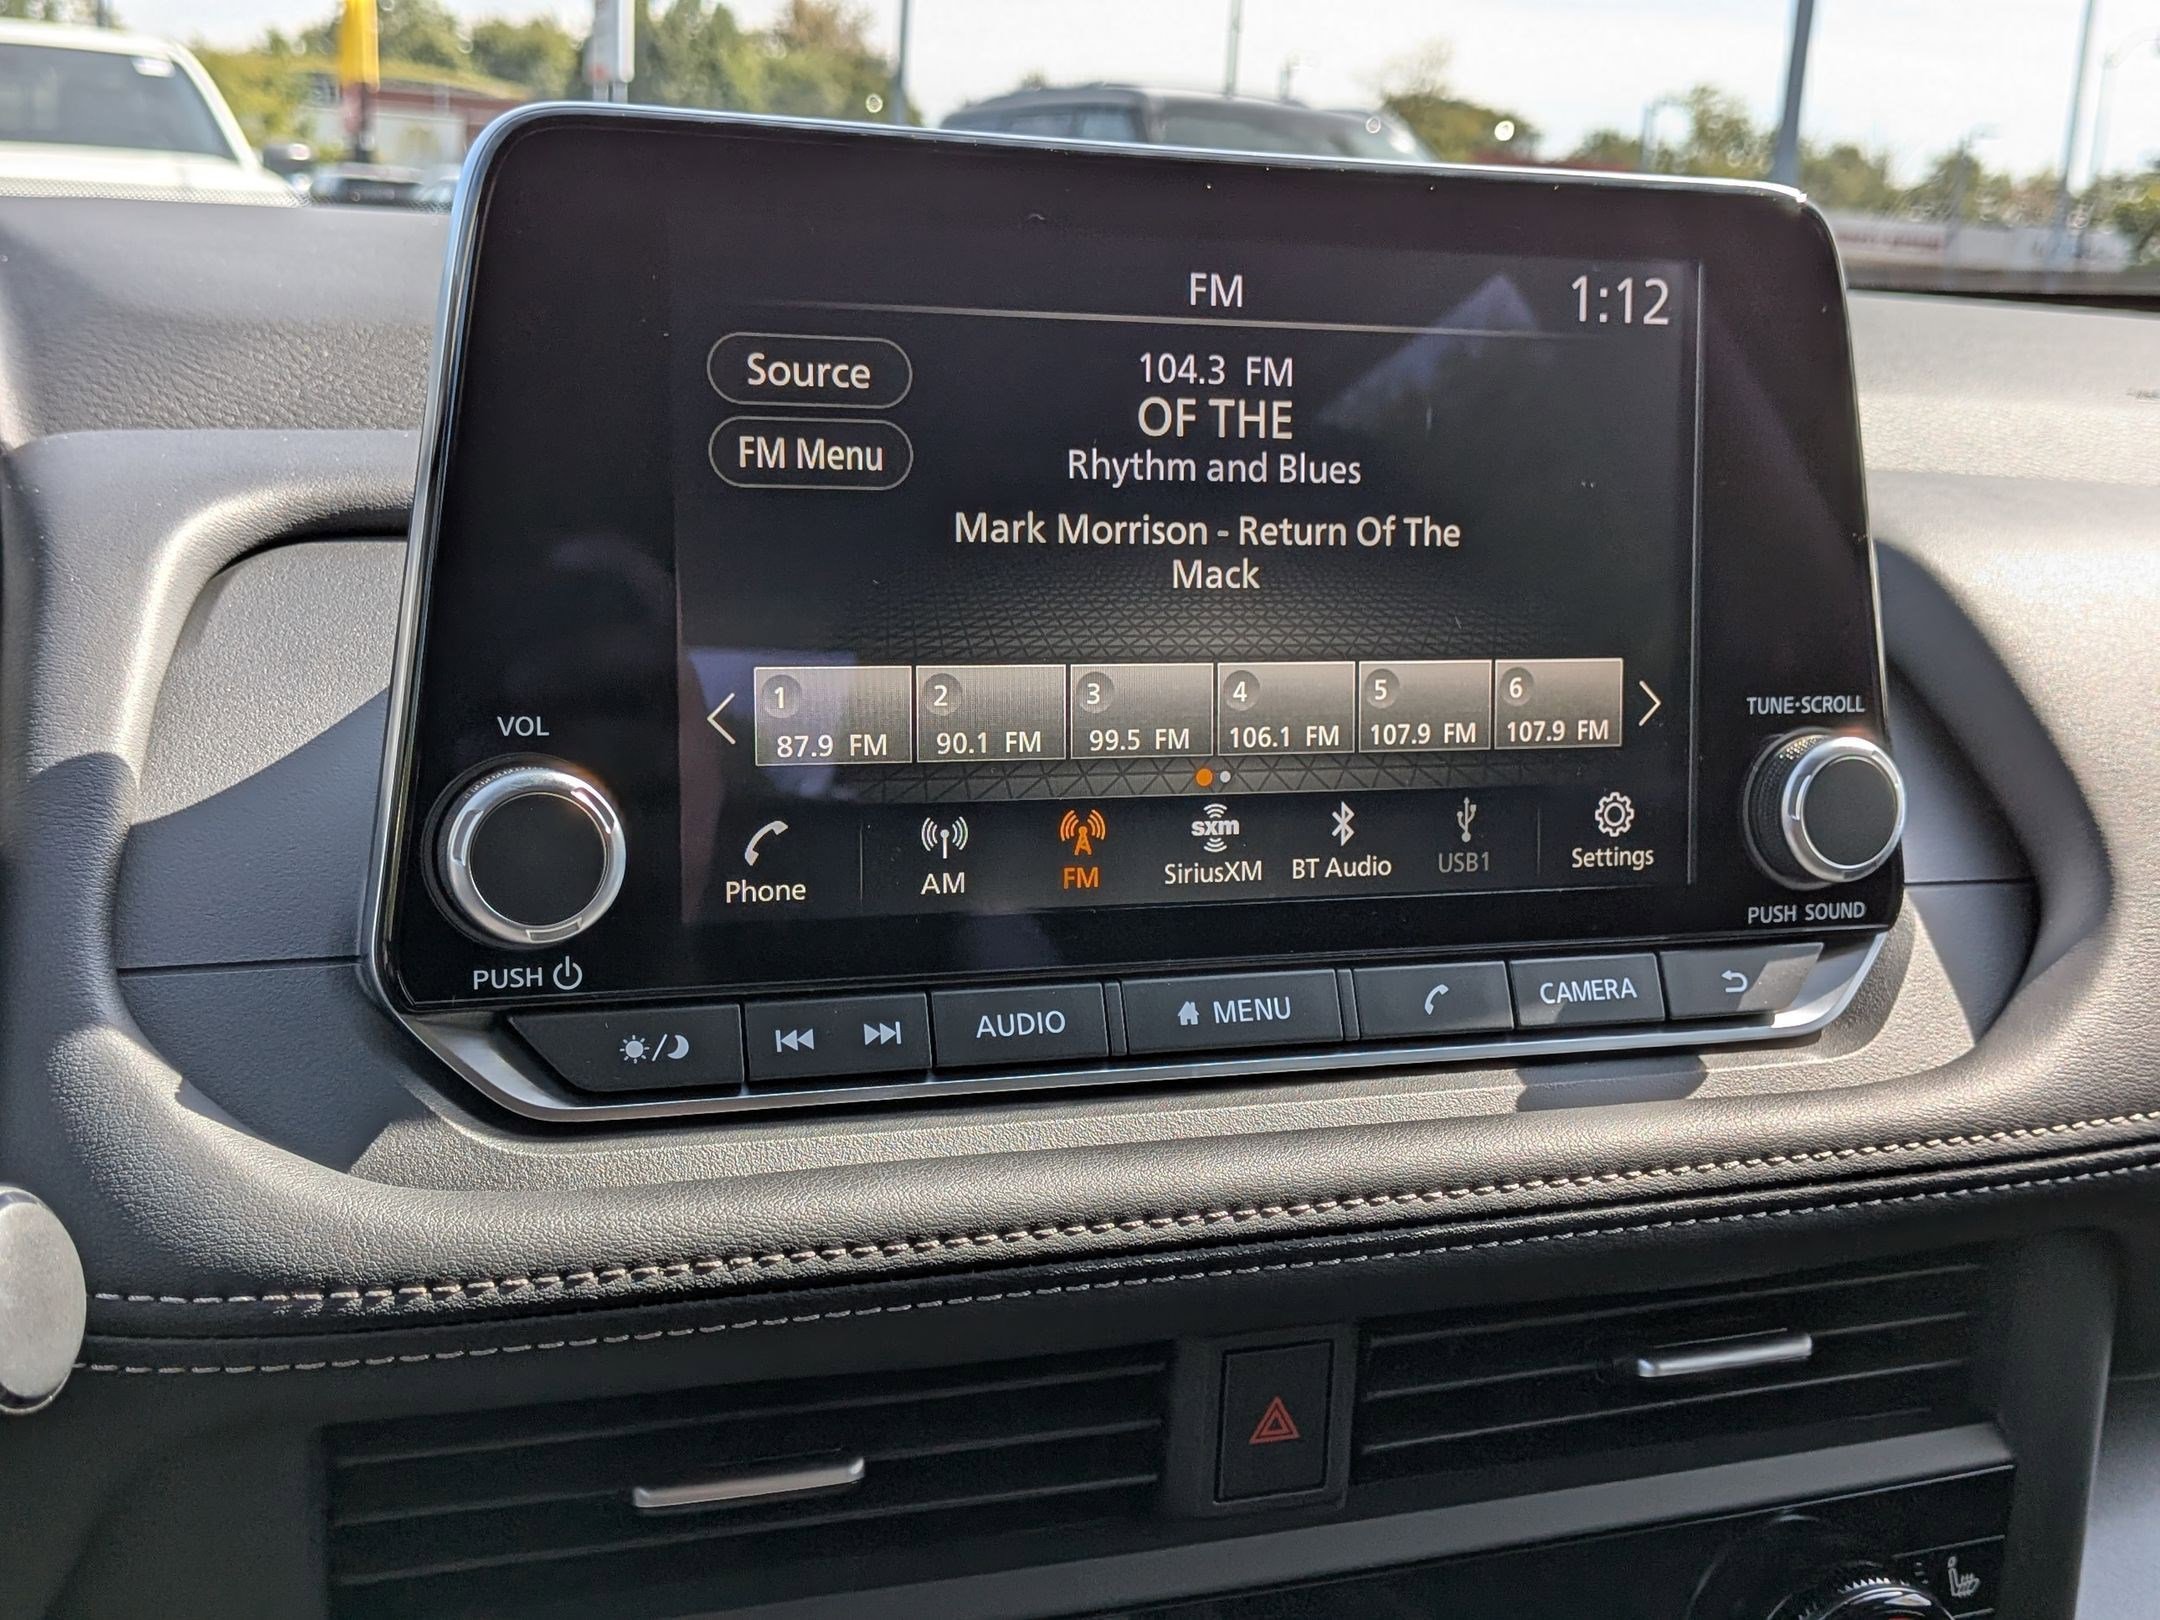 FM
1:12
Source
104.3 FM
OF THE
FM Menu
Rhythm and Blues
Mark Morrison - Return Of The
Mack
1 2 3 4 5 6
87.9 FM 90.1 FM 99.5 FM 106.1 FM 107.9 FM 107.9 FM
VOL
TUNE·SCROLL
sxm
Phone AM FM SiriusXM BT Audio USB1 Settings
PUSH
PUSH SOUND
AUDIO MENU CAMERA